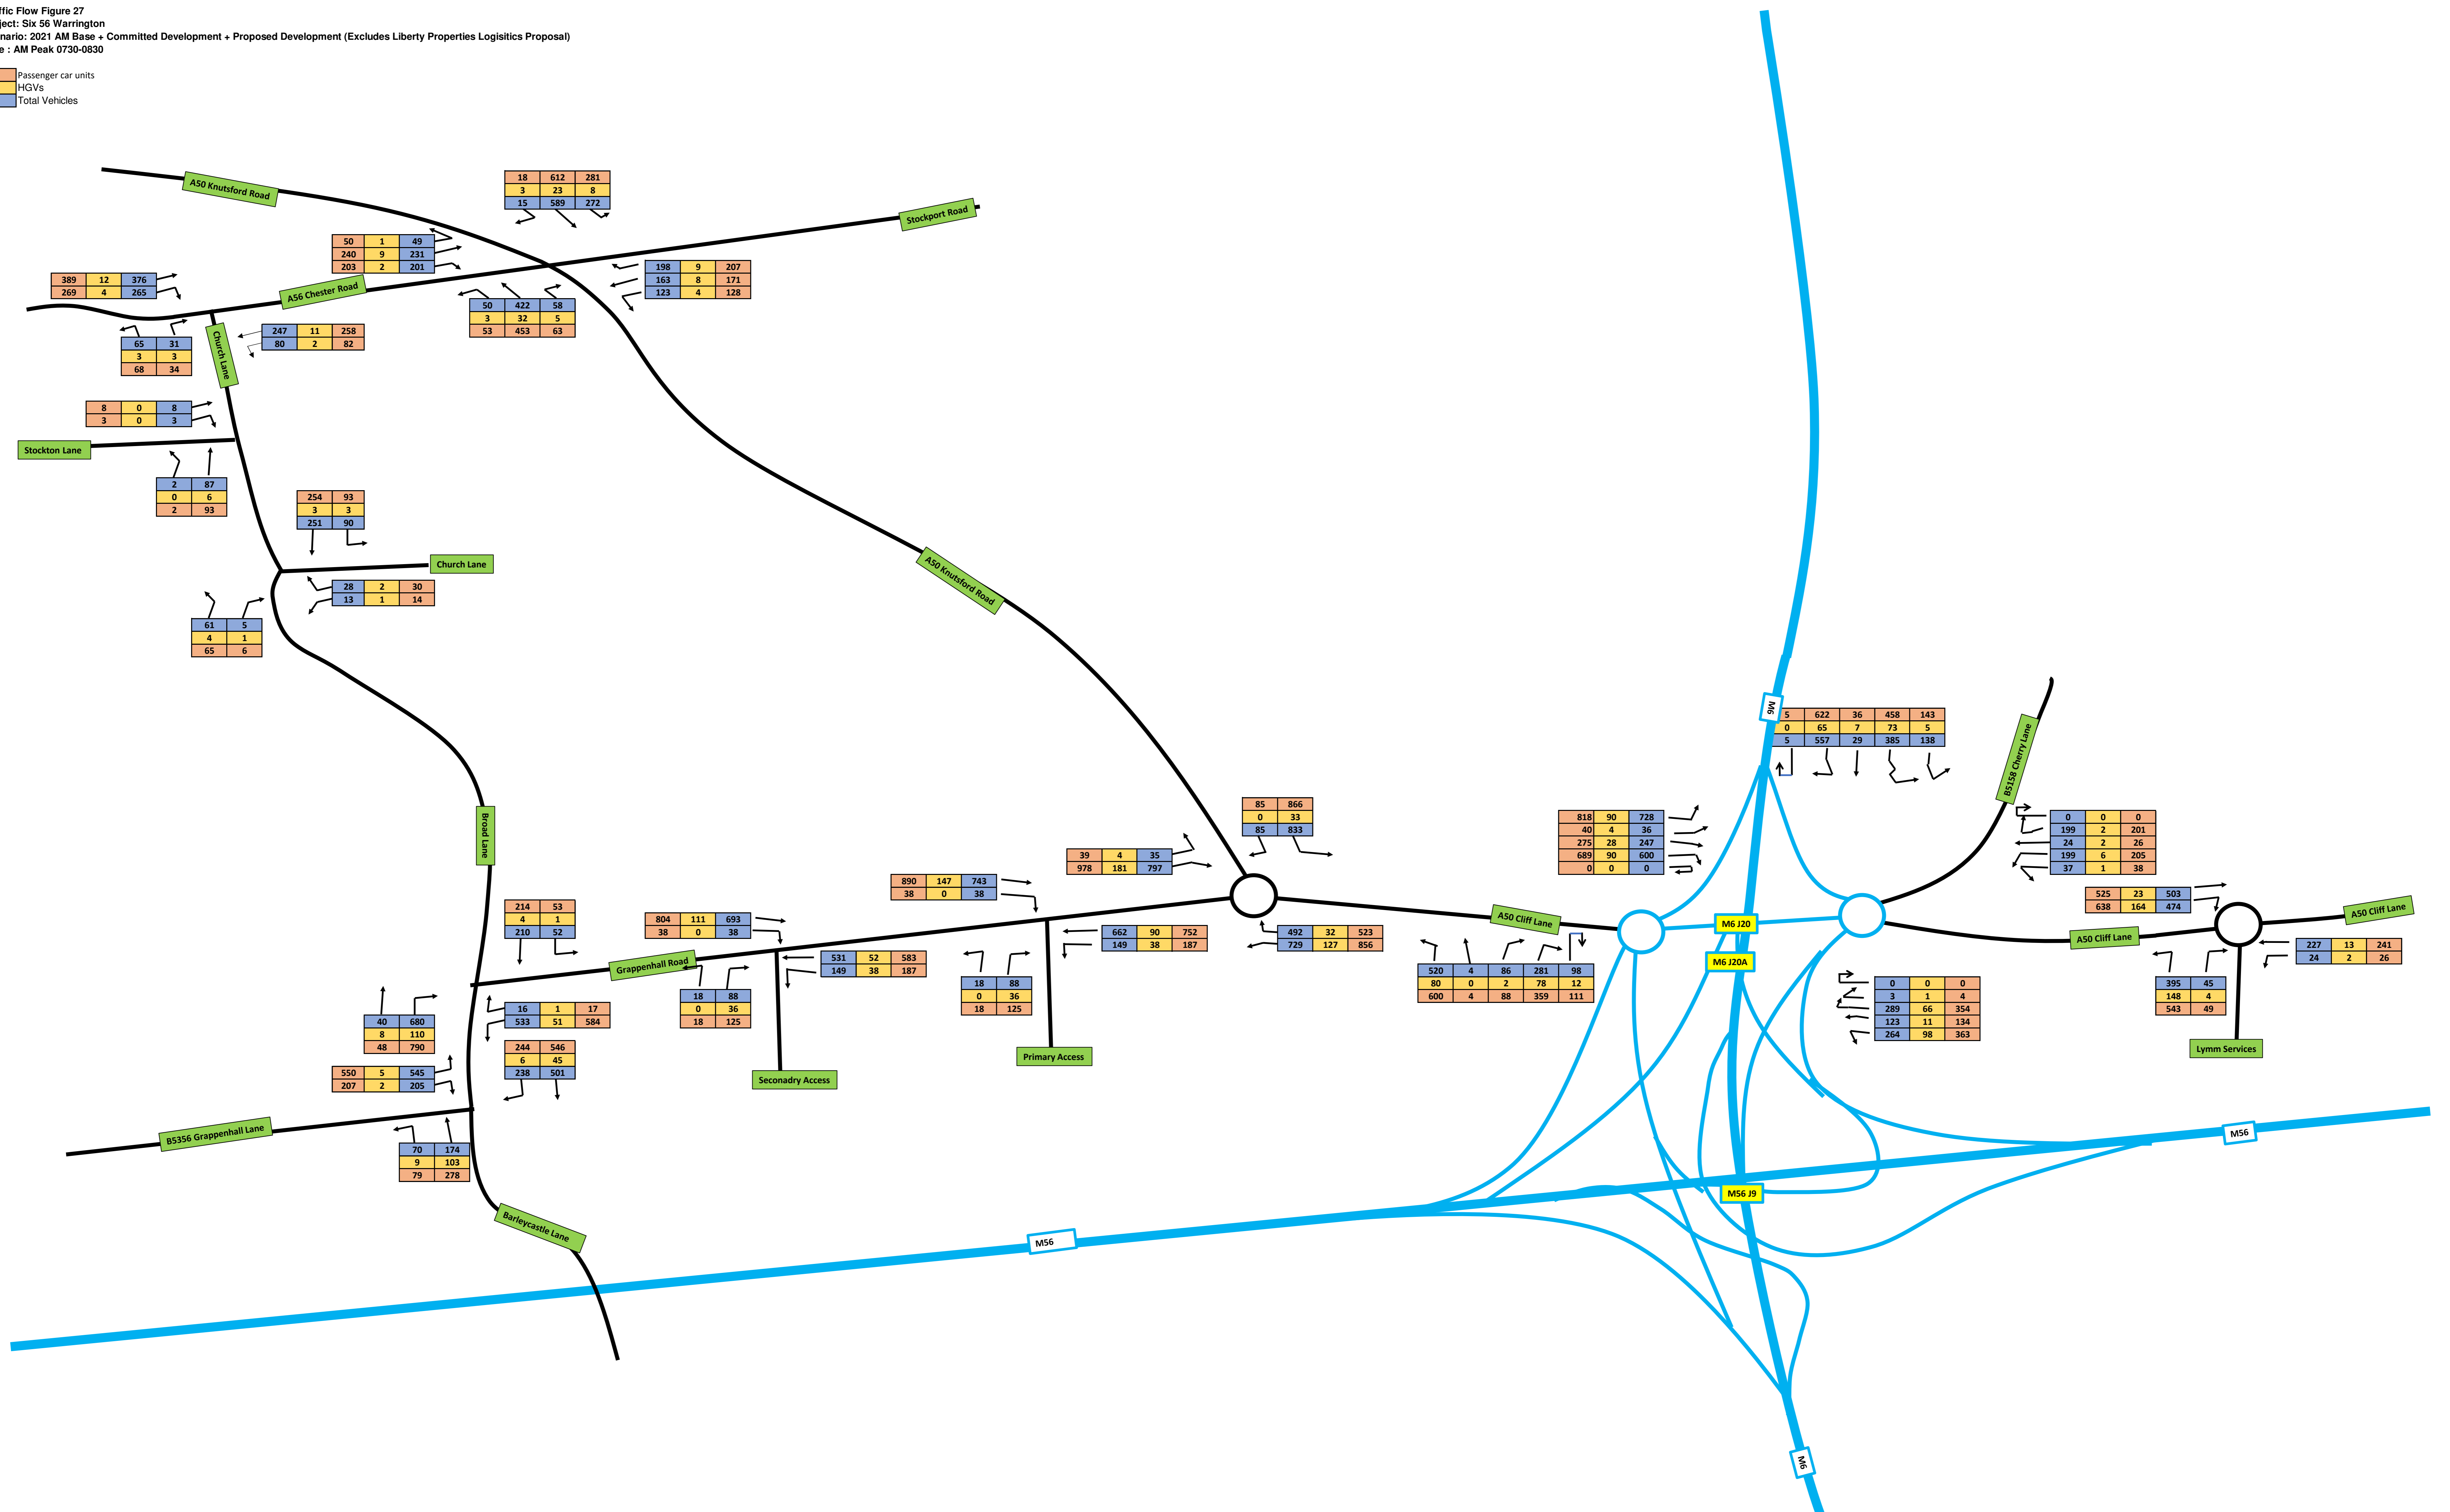 ffic Flow Figure 27
ject: Six 56 Warrington
nario: 2021 AM Base + Committed Development + Proposed Development (Excludes Liberty Properties Logisitics Proposal)
e : AM Peak 0730-0830
Passenger car units
HGVs
Total Vehicles
A50 Knutsford Road
18 612 281
3 23 8
15 589 272
Stockport Road
50 1 49
240 9 231
203 2 201
198 9 207
163 8 171
123 4 128
389 12 376
269 4 265
A56 Chester Road
50 422 58
3 32 5
53 453 63
Church Lane
247 11 258
80 2 82
65 31
3 3
68 34
8 0 8
3 0 3
Stockton Lane
2 87
0 6
2 93
254 93
3 3
251 90
Church Lane
28 2 30
13 1 14
61 5
4 1
65 6
A50 Knutsford Road
M6
5 622 36 458 143
0 65 7 73 5
5 557 29 385 138
B5158 Cherry Lane
Broad Lane
85 866
0 33
85 833
818 90 728
40 4 36
275 28 247
689 90 600
0 0 0
0 0 0
199 2 201
24 2 26
199 6 205
37 1 38
39 4 35
978 181 797
890 147 743
38 0 38
525 23 503
638 164 474
A50 Cliff Lane
214 53
4 1
210 52
804 111 693
38 0 38
A50 Cliff Lane
M6 J20
A50 Cliff Lane
662 90 752
149 38 187
492 32 523
729 127 856
227 13 241
24 2 26
Grappenhall Road
531 52 583
149 38 187
M6 J20A
520 4 86 281 98
80 0 2 78 12
600 4 88 359 111
18 88
0 36
18 125
18 88
0 36
18 125
0 0 0
3 1 4
289 66 354
123 11 134
264 98 363
395 45
148 4
543 49
16 1 17
533 51 584
40 680
8 110
48 790
244 546
6 45
238 501
Primary Access
Lymm Services
550 5 545
207 2 205
Seconadry Access
B5356 Grappenhall Lane
70 174
9 103
79 278
M56
M56 J9
Barleycastle Lane
M56
M6